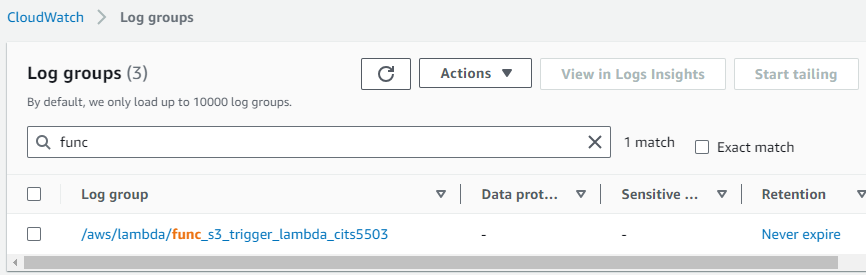 CloudWatch > Log groups
Log groups (3)
Actions
View in Logs Insights
Start tailing
By default, we only load up to 10000 log groups.
func
1 match
Exact match
Log group
Data prot...
Sensitive ...
Retention
/aws/lambda/func_s3_trigger_lambda_cits5503
-
-
Never expire